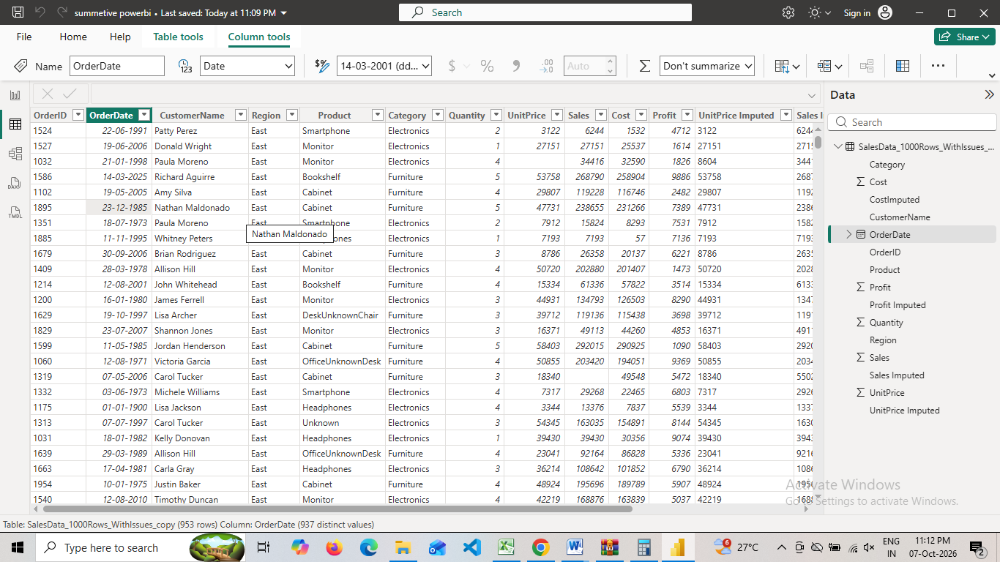 summetive powerbi • Last saved: Today at 11:09 PM
Search
Sign in
File Home Help Table tools Column tools
Share
Name OrderDate Date 14-03-2001 (dd... $ % Auto Don't summarize
Data
OrderID OrderDate CustomerName Region Product Category Quantity UnitPrice Sales Cost Profit UnitPrice Imputed Sales I
Search
1524 22-06-1991 Patty Perez East Smartphone Electronics 2 3122 6244 1532 4712 3122 6244
1527 19-06-2006 Donald Wright East Monitor Electronics 1 27151 27151 25537 1614 27151 2715
1032 21-01-1998 Paula Moreno East Monitor Electronics 4 34416 32590 1826 8604 3441
1586 14-03-2025 Richard Aguirre East Bookshelf Furniture 5 53758 268790 258904 9886 53758 2687
1102 19-05-2005 Amy Silva East Cabinet Furniture 4 29807 119228 116746 2482 29807 1192
1895 23-12-1985 Nathan Maldonado East Cabinet Furniture 5 47731 238655 231266 7389 47731 2386
1351 18-07-1973 Paula Moreno East Smartphone Electronics 2 7912 15824 8293 7531 7912 1582
Nathan Maldonado
1885 11-11-1995 Whitney Peters ones Electronics 1 7193 7193 57 7136 7193 7193
1679 30-09-2006 Brian Rodriguez East Cabinet Furniture 3 8786 26358 20137 6221 8786 2635
1409 28-03-1978 Allison Hill East Monitor Electronics 4 50720 202880 201407 1473 50720 2028
1214 12-08-2001 John Whitehead East Bookshelf Furniture 4 15334 61336 57822 3514 15334 6133
1200 16-01-1980 James Ferrell East Monitor Electronics 3 44931 134793 126503 8290 44931 1347
1629 19-10-1997 Lisa Archer East DeskUnknownChair Furniture 3 39712 119136 115438 3698 39712 1191
1829 23-07-2007 Shannon Jones East Monitor Electronics 3 16371 49113 44260 4853 16371 4911
1599 11-05-1985 Jordan Henderson East Cabinet Furniture 5 58403 292015 290925 1090 58403 2920
1060 12-08-1971 Victoria Garcia East OfficeUnknownDesk Furniture 4 50855 203420 194051 9369 50855 2034
1319 07-05-2006 Carol Tucker East Cabinet Furniture 3 18340 49548 5472 18340 5502
1332 03-06-1973 Michele Williams East Smartphone Electronics 4 7317 29268 22465 6803 7317 2926
1175 01-01-1900 Lisa Jackson East Headphones Electronics 4 3344 13376 7837 5539 3344 1337
1313 07-07-1997 Carol Tucker East Unknown Electronics 3 54345 163035 154891 8144 54345 1630
1031 18-01-1982 Kelly Donovan East Headphones Electronics 1 39430 39430 30356 9074 39430 3943
1639 29-03-1989 Allison Hill East OfficeUnknownDesk Furniture 4 23041 92164 86828 5336 23041 9216
1663 17-04-1981 Carla Gray East Headphones Electronics 3 36214 108642 101852 6790 36214 1086
1954 10-01-1975 Justin Baker East Cabinet Furniture 4 48924 195696 189789 5907 48924 1956
1540 12-08-2010 Timothy Duncan East Monitor Electronics 4 42219 168876 163839 5037 42219 1688
SalesData_1000Rows_WithIssues_...
Category
Cost
CostImputed
CustomerName
OrderDate
OrderID
Product
Profit
Profit Imputed
Quantity
Region
Sales
Sales Imputed
UnitPrice
UnitPrice Imputed
Activate Windows
Go to Settings to activate Windows.
Table: SalesData_1000Rows_WithIssues_copy (953 rows) Column: OrderDate (937 distinct values)
Type here to search
6
27°C
ENG
IN
11:12 PM
07-Oct-2026
2